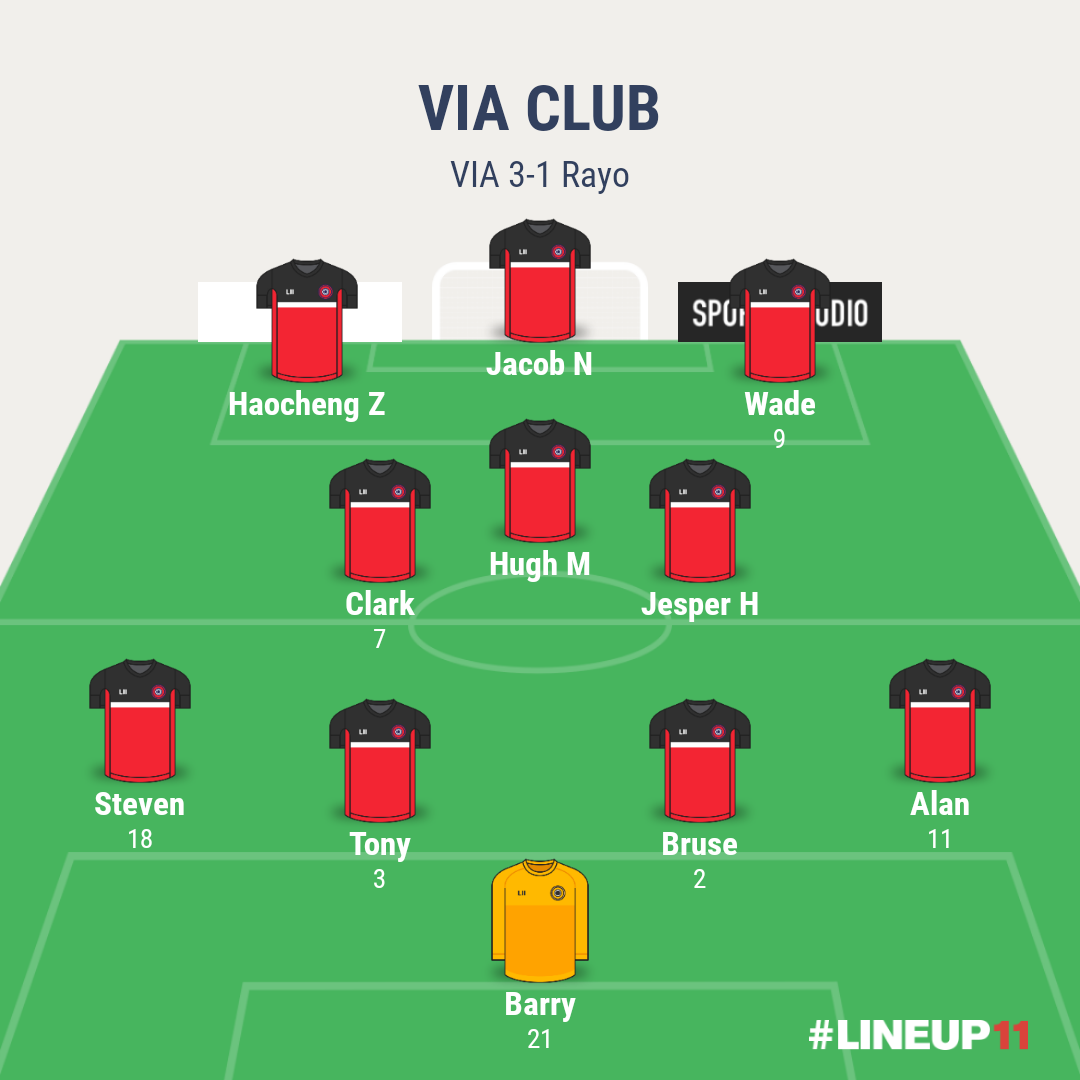 VIA CLUB
VIA 3-1 Rayo
Jacob N
Haocheng Z
Wade
9
Hugh M
Clark
7
Jesper H
Steven
18
Alan
11
Tony
3
Bruse
2
Barry
21
#LINEUP11